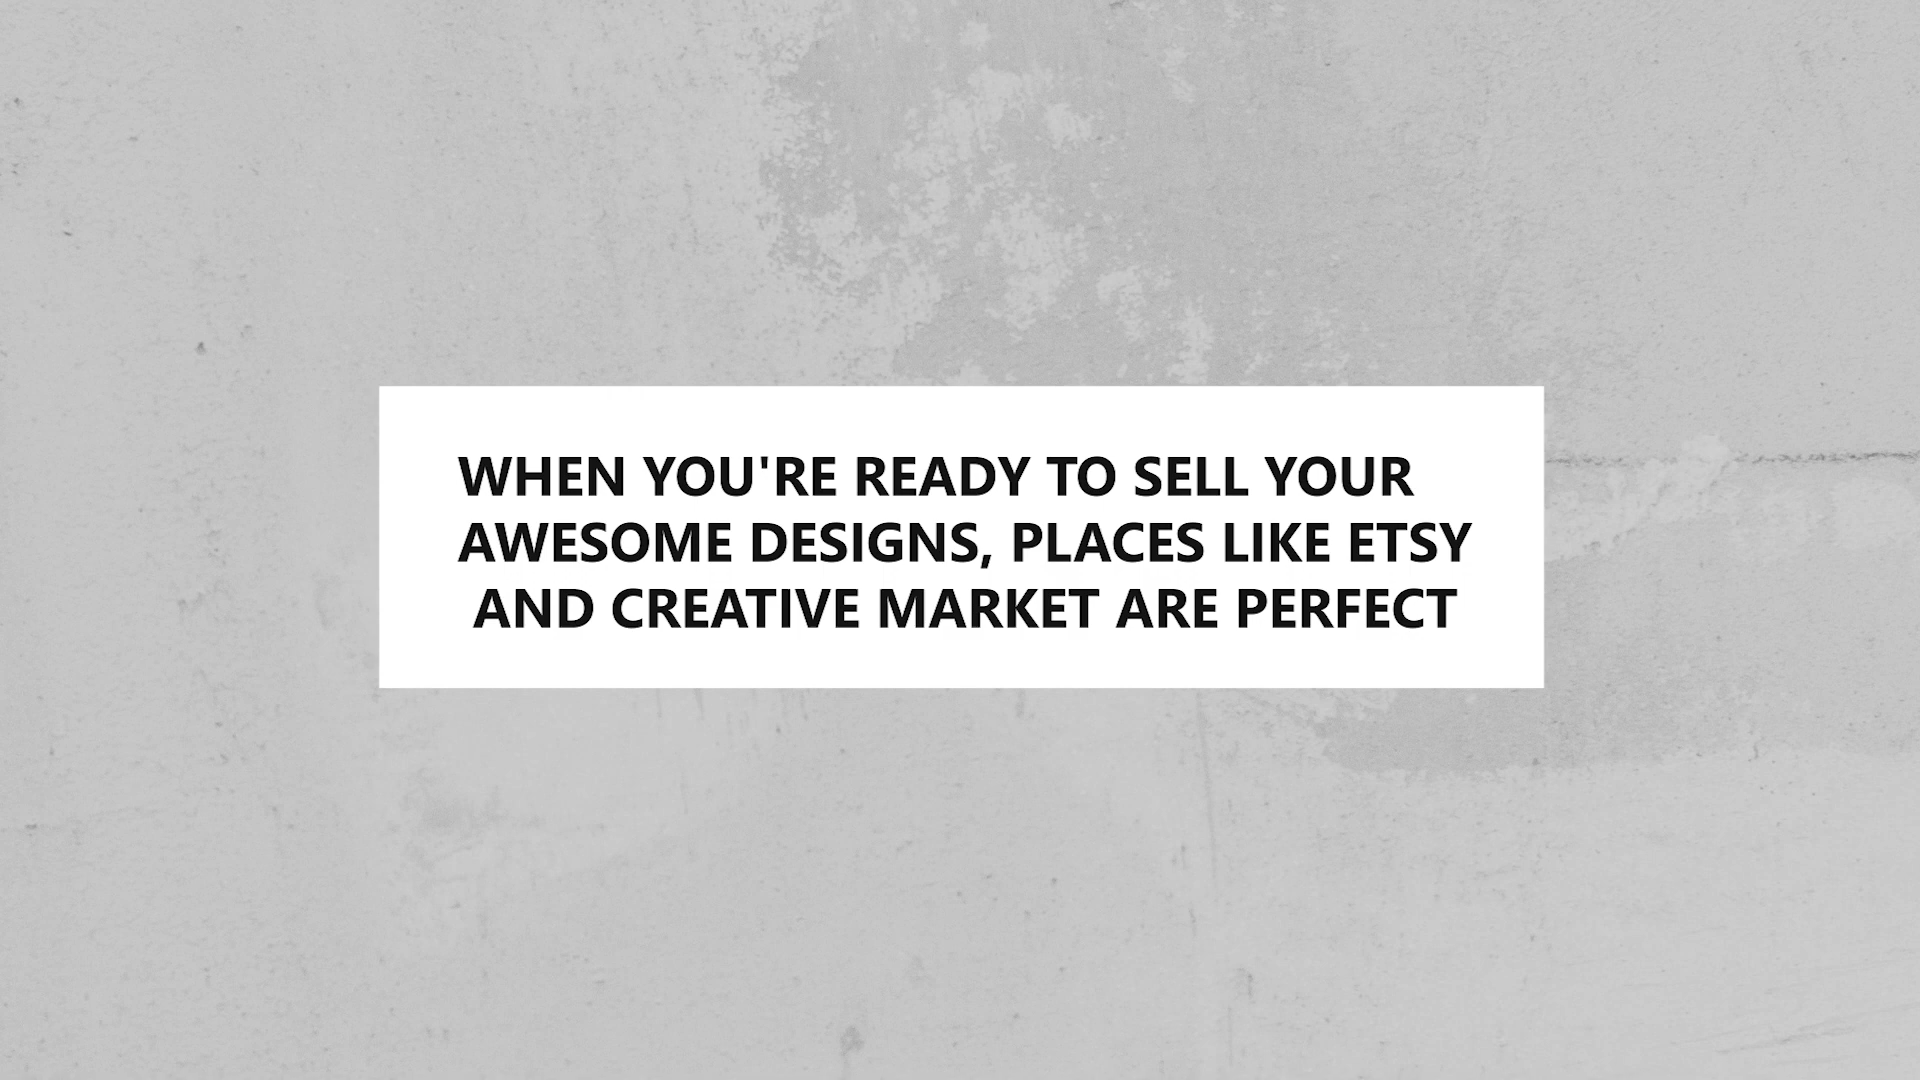 WHEN YOU'RE READY TO SELL YOUR
AWESOME DESIGNS, PLACES LIKE ETSY
AND CREATIVE MARKET ARE PERFECT